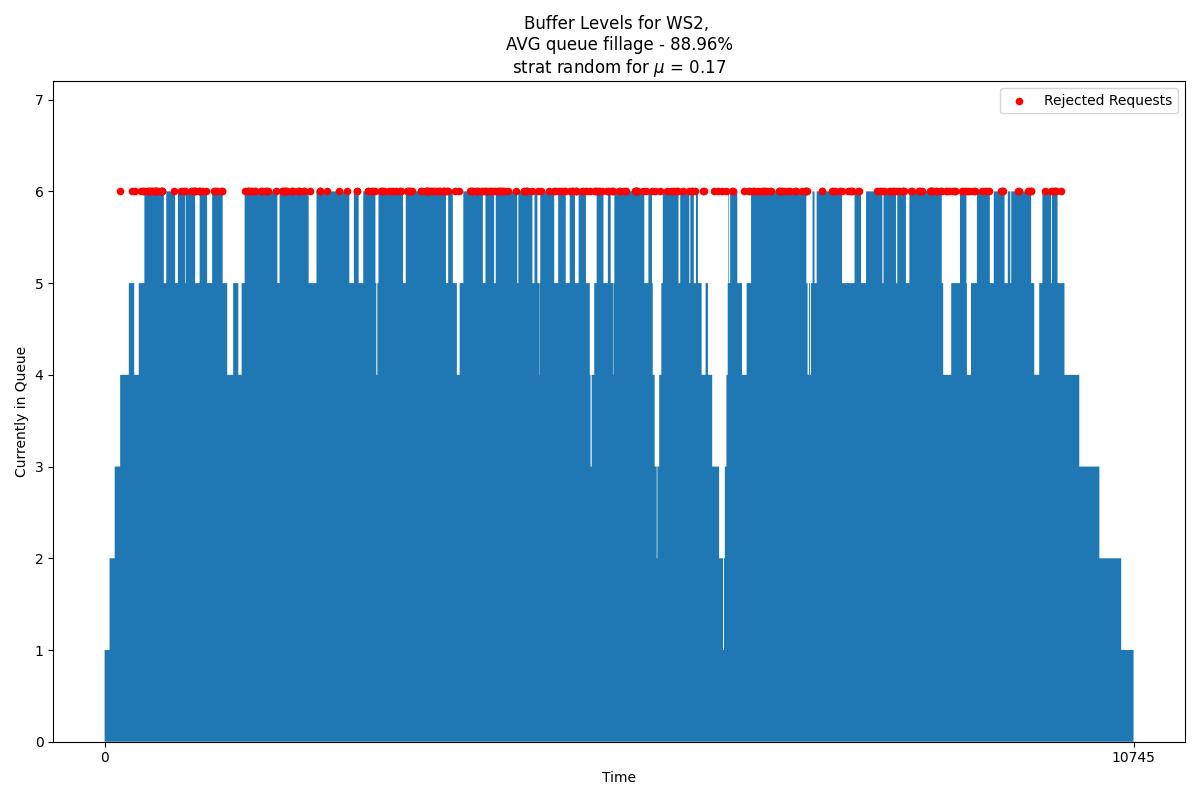 Buffer Levels for WS2,
AVG queue fillage - 88.96%
strat random for μ = 0.17
Rejected Requests
7
6
5
4
3
2
1
0
Currently in Queue
0
10745
Time